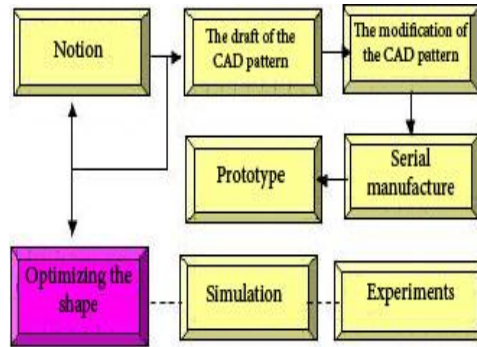 Notion
The draft of the
CAD pattern
The modification of
the CAD pattern
Prototype
Serial
manufacture
Optimizing the
shape
Simulation
Experiments